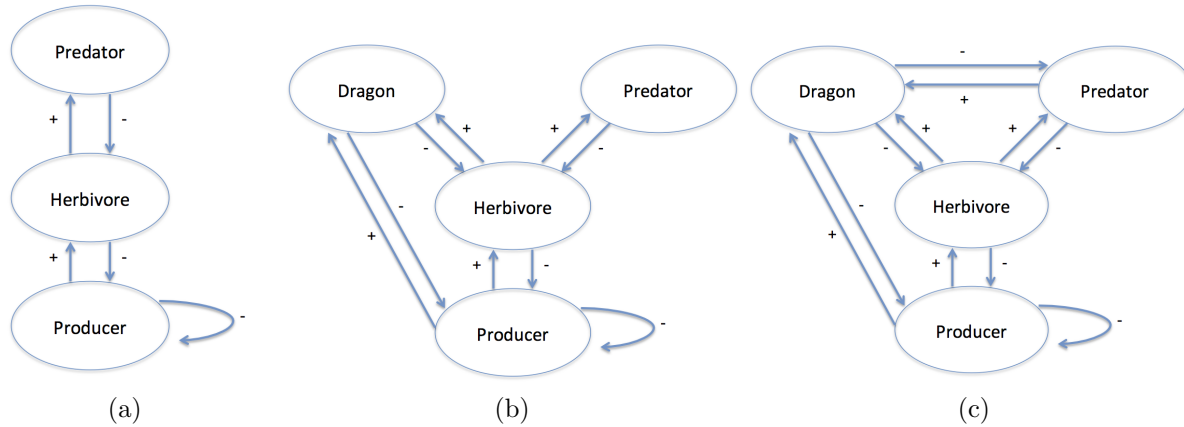 Predator
+
-
Herbivore
+
-
Producer
-
(a)
Dragon
Predator
+
-
+
-
Herbivore
-
+
+
-
Producer
-
(b)
-
Dragon
Predator
+
+
-
+
-
Herbivore
-
+
+
-
Producer
-
(c)